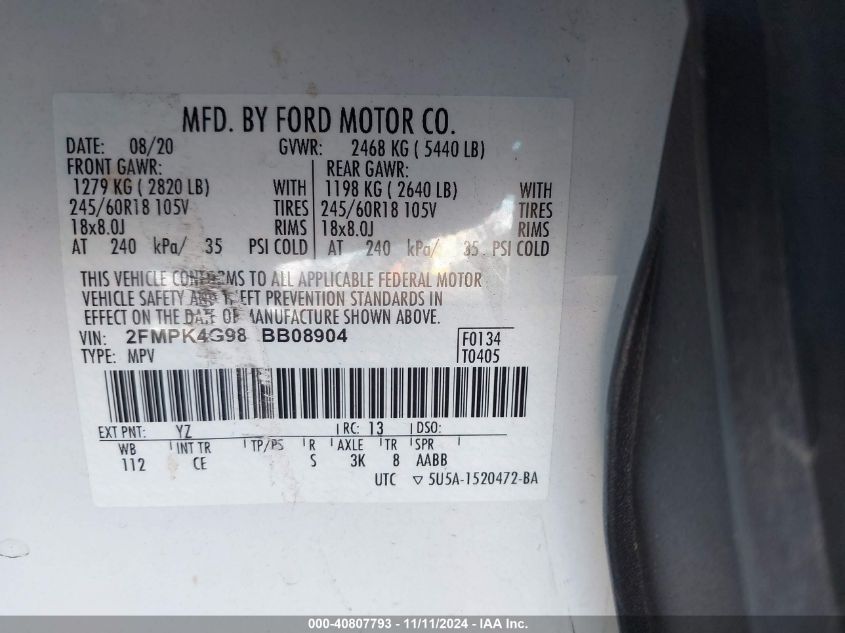 MFD. BY FORD MOTOR CO.
DATE: 08/20 GVWR: 2468 KG ( 5440 LB)
FRONT GAWR: REAR GAWR:
1279 KG ( 2820 LB) WITH 1198 KG ( 2640 LB) WITH
245/60R18 105V TIRES 245/60R18 105V TIRES
18x8.0J RIMS 18x8.0J RIMS
AT 240 kPa/ 35 PSI COLD AT 240 kPa/ 35 PSI COLD
THIS VEHICLE CONFORMS TO ALL APPLICABLE FEDERAL MOTOR
VEHICLE SAFETY AND THEFT PREVENTION STANDARDS IN
EFFECT ON THE DATE OF MANUFACTURE SHOWN ABOVE.
VIN: 2FMPK4G98 BB08904 F0134
TYPE: MPV T0405
EXT PNT: YZ RC: 13 DSO:
WB INT TR TP/PS R AXLE TR SPR
112 CE S 3K 8 AABB
UTC ▽ 5U5A-1520472-BA
000-40807793 - 11/11/2024 - IAA Inc.